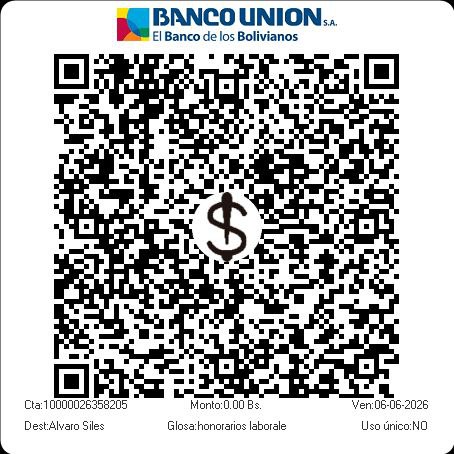 BANCO UNION S.A.
El Banco de los Bolivianos
$
Cta:10000026358205 Monto:0.00 Bs. Ven:06-06-2026
Dest:Alvaro Siles Glosa:honorarios laborale Uso único:NO